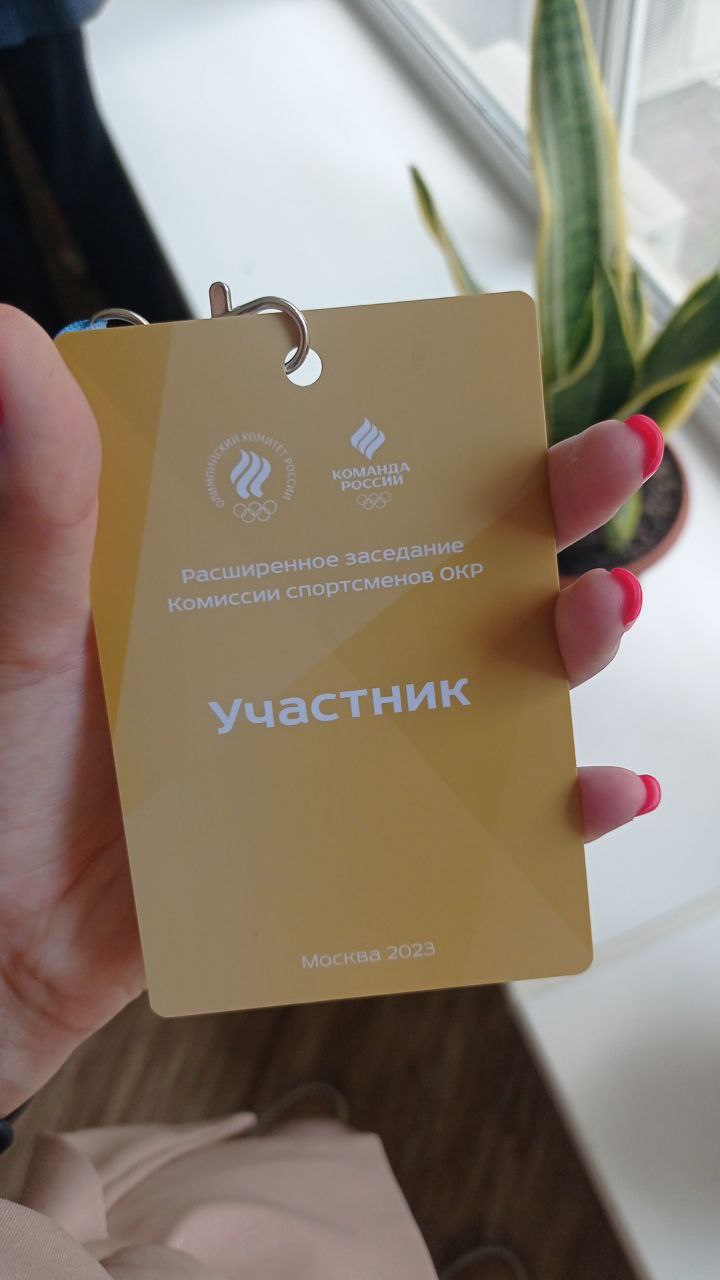 ОЛИМПИЙСКИЙ КОМИТЕТ РОССИИ
КОМАНДА
РОССИИ
Расширенное заседание
Комиссии спортсменов ОКР
Участник
Москва 2023